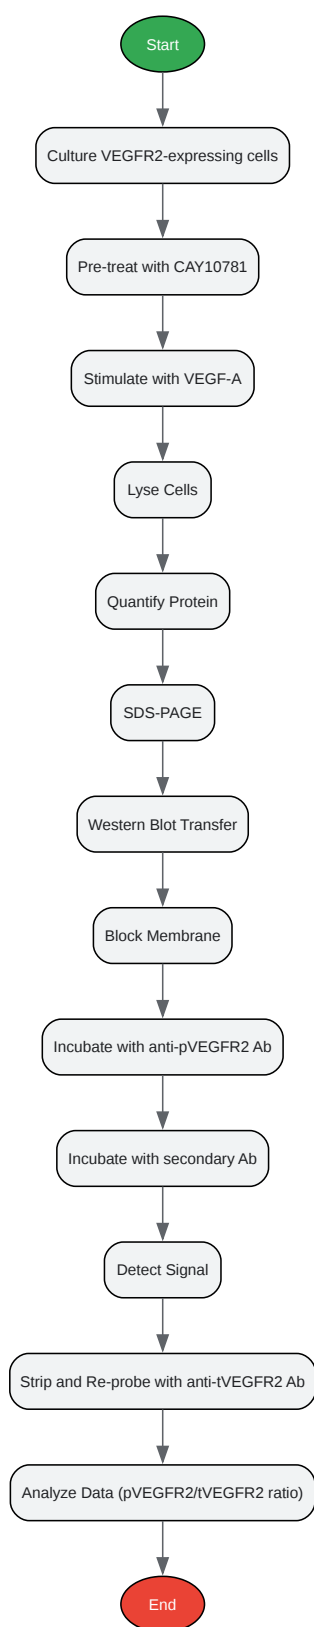 Start
Culture VEGFR2-expressing cells
Pre-treat with CAY10781
Stimulate with VEGF-A
Lyse Cells
Quantify Protein
SDS-PAGE
Western Blot Transfer
Block Membrane
Incubate with anti-pVEGFR2 Ab
Incubate with secondary Ab
Detect Signal
Strip and Re-probe with anti-tVEGFR2 Ab
Analyze Data (pVEGFR2/tVEGFR2 ratio)
End